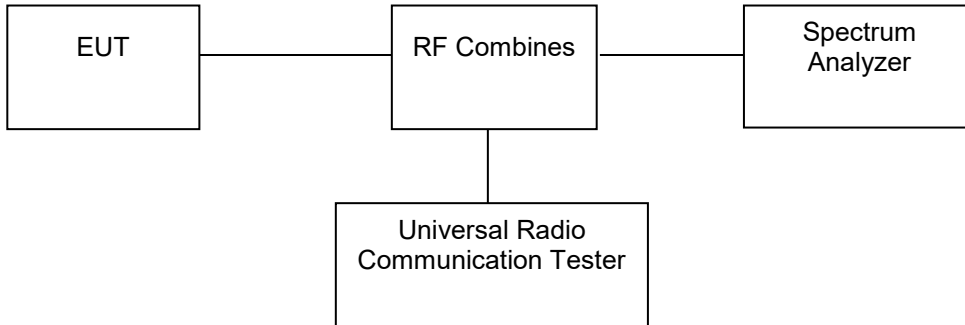 EUT
RF Combines
Spectrum
Analyzer
Universal Radio
Communication Tester